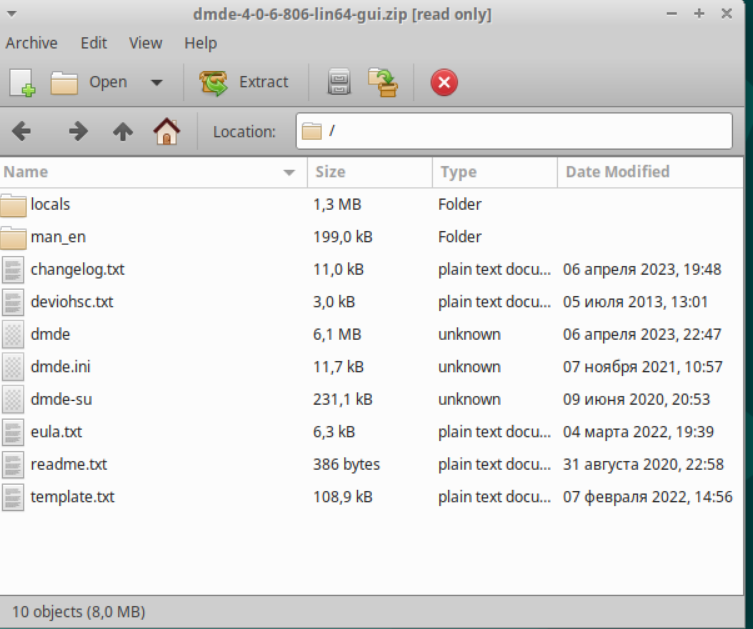 dmde-4-0-6-806-lin64-gui.zip [read only]
Archive Edit View Help
Open Extract
Location: /
Name Size Type Date Modified
locals 1,3 MB Folder
man_en 199,0 kB Folder
changelog.txt 11,0 kB plain text docu... 06 апреля 2023, 19:48
deviohsc.txt 3,0 kB plain text docu... 05 июля 2013, 13:01
dmde 6,1 MB unknown 06 апреля 2023, 22:47
dmde.ini 11,7 kB unknown 07 ноября 2021, 10:57
dmde-su 231,1 kB unknown 09 июня 2020, 20:53
eula.txt 6,3 kB plain text docu... 04 марта 2022, 19:39
readme.txt 386 bytes plain text docu... 31 августа 2020, 22:58
template.txt 108,9 kB plain text docu... 07 февраля 2022, 14:56
10 objects (8,0 MB)